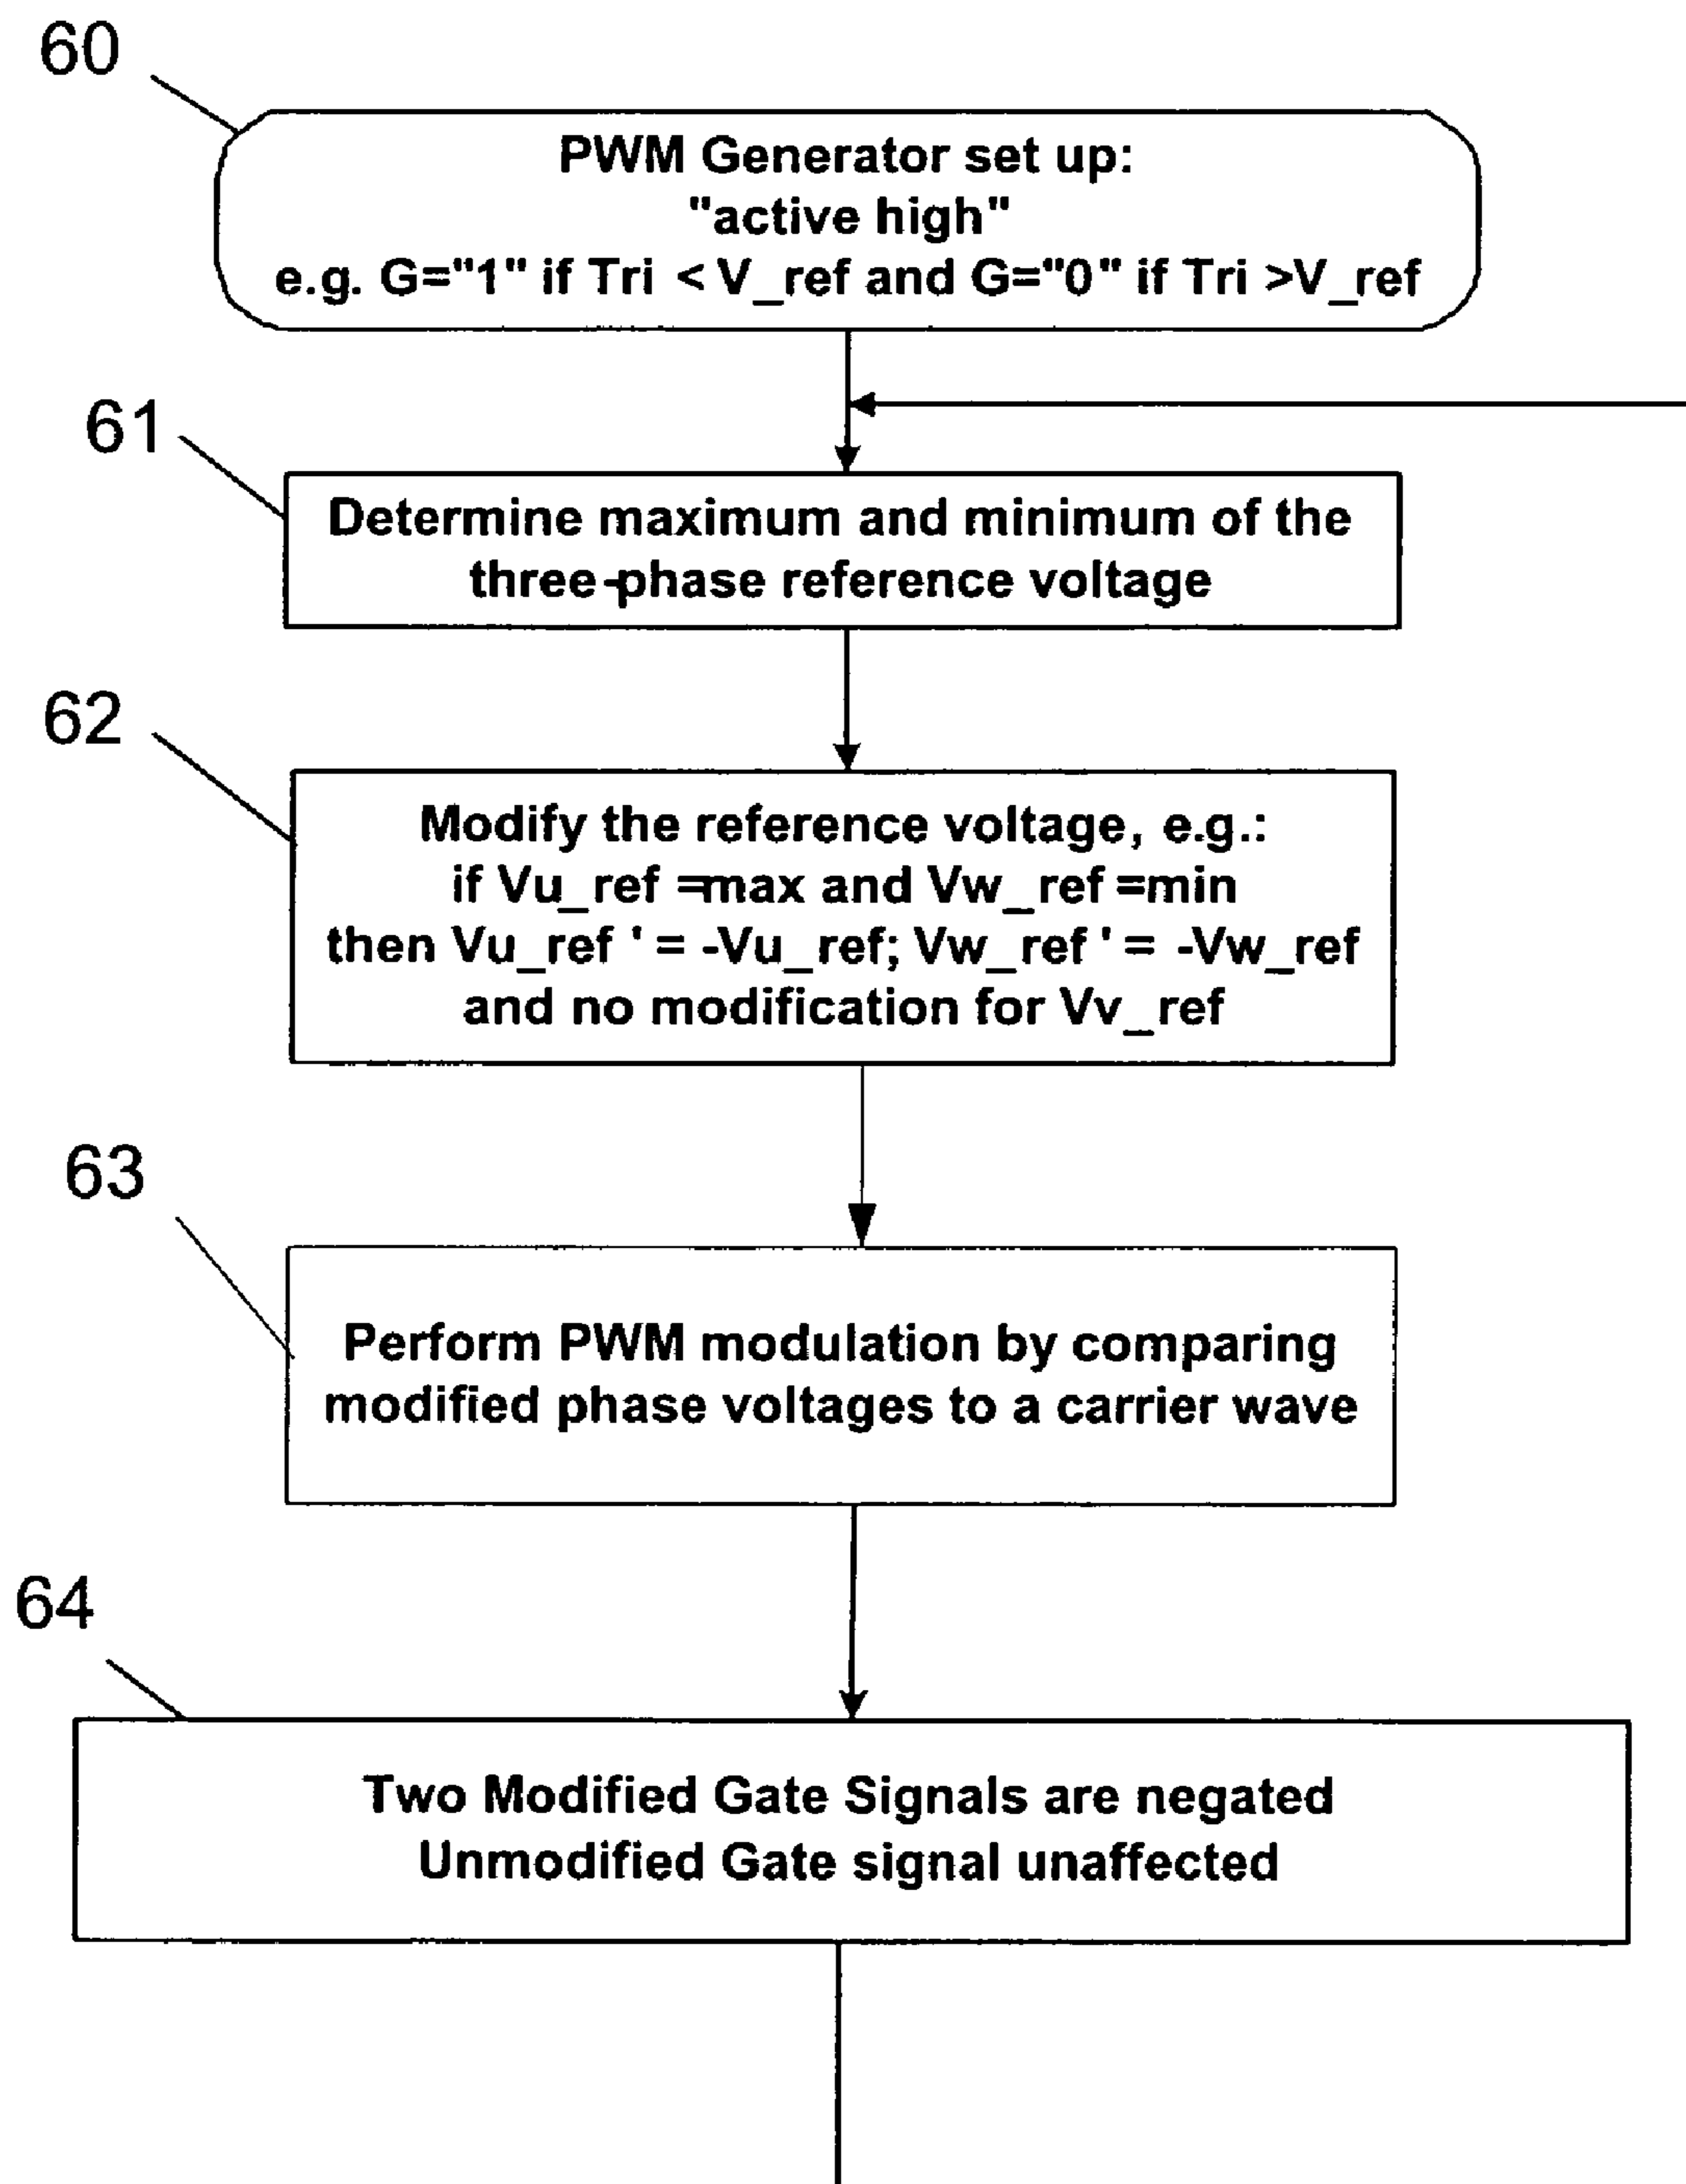 60
PWM Generator set up:
"active high"
e.g. G="1" if Tri < V_ref and G="0" if Tri >V_ref
61
Determine maximum and minimum of the
three-phase reference voltage
62
Modify the reference voltage, e.g.:
if Vu_ref =max and Vw_ref =min
then Vu_ref ' = -Vu_ref; Vw_ref ' = -Vw_ref
and no modification for Vv_ref
63
Perform PWM modulation by comparing
modified phase voltages to a carrier wave
64
Two Modified Gate Signals are negated
Unmodified Gate signal unaffected